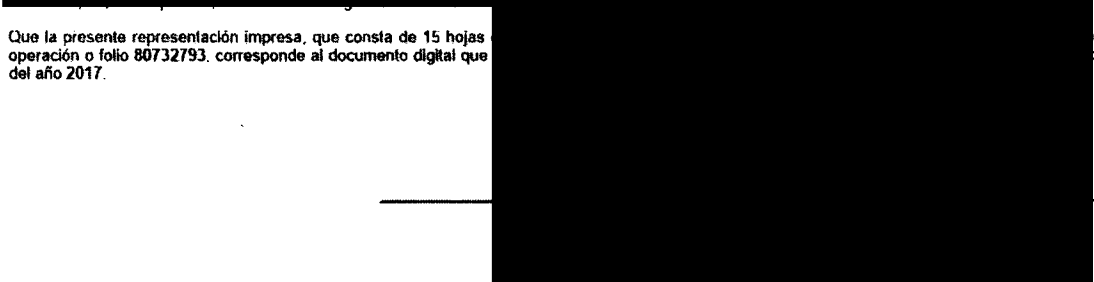 Que la presente representación impresa, que consta de 15 hojas
operación o folio 80732793, corresponde al documento digital que
del año 2017.